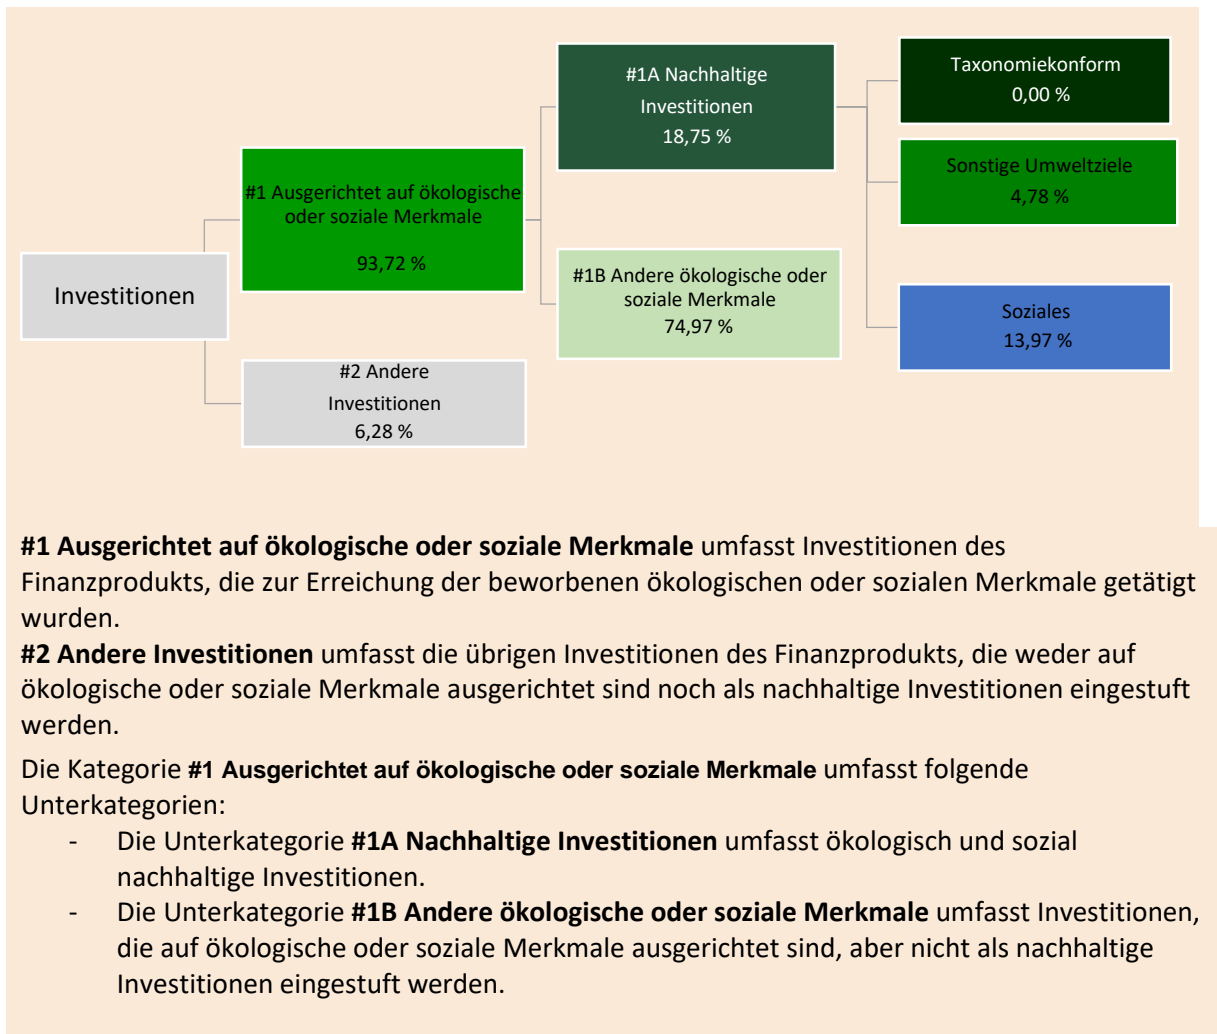 Investitionen
#1 Ausgerichtet auf ökologische
oder soziale Merkmale
93,72 %
#2 Andere
Investitionen
6,28 %
#1A Nachhaltige
Investitionen
18,75 %
#1B Andere ökologische oder
soziale Merkmale
74,97 %
Taxonomiekonform
0,00 %
Sonstige Umweltziele
4,78 %
Soziales
13,97 %
#1 Ausgerichtet auf ökologische oder soziale Merkmale umfasst Investitionen des
Finanzprodukts, die zur Erreichung der beworbenen ökologischen oder sozialen Merkmale getätigt
wurden.
#2 Andere Investitionen umfasst die übrigen Investitionen des Finanzprodukts, die weder auf
ökologische oder soziale Merkmale ausgerichtet sind noch als nachhaltige Investitionen eingestuft
werden.
Die Kategorie #1 Ausgerichtet auf ökologische oder soziale Merkmale umfasst folgende
Unterkategorien:
- Die Unterkategorie #1A Nachhaltige Investitionen umfasst ökologisch und sozial
nachhaltige Investitionen.
- Die Unterkategorie #1B Andere ökologische oder soziale Merkmale umfasst Investitionen,
die auf ökologische oder soziale Merkmale ausgerichtet sind, aber nicht als nachhaltige
Investitionen eingestuft werden.